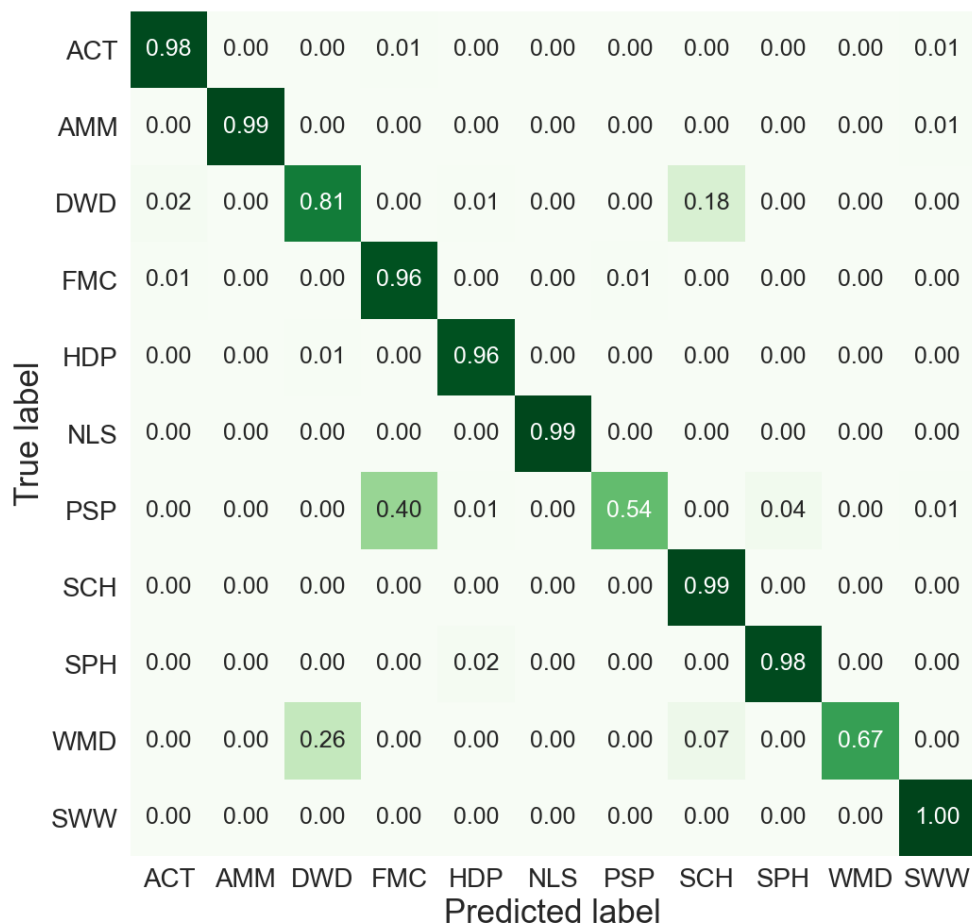 True label
ACT 0.98 0.00 0.00 0.01 0.00 0.00 0.00 0.00 0.00 0.00 0.01
AMM 0.00 0.99 0.00 0.00 0.00 0.00 0.00 0.00 0.00 0.00 0.01
DWD 0.02 0.00 0.81 0.00 0.01 0.00 0.00 0.18 0.00 0.00 0.00
FMC 0.01 0.00 0.00 0.96 0.00 0.00 0.01 0.00 0.00 0.00 0.00
HDP 0.00 0.00 0.01 0.00 0.96 0.00 0.00 0.00 0.00 0.00 0.00
NLS 0.00 0.00 0.00 0.00 0.00 0.99 0.00 0.00 0.00 0.00 0.00
PSP 0.00 0.00 0.00 0.40 0.01 0.00 0.54 0.00 0.04 0.00 0.01
SCH 0.00 0.00 0.00 0.00 0.00 0.00 0.00 0.99 0.00 0.00 0.00
SPH 0.00 0.00 0.00 0.00 0.02 0.00 0.00 0.00 0.98 0.00 0.00
WMD 0.00 0.00 0.26 0.00 0.00 0.00 0.00 0.07 0.00 0.67 0.00
SWW 0.00 0.00 0.00 0.00 0.00 0.00 0.00 0.00 0.00 0.00 1.00
ACT AMM DWD FMC HDP NLS PSP SCH SPH WMD SWW
Predicted label